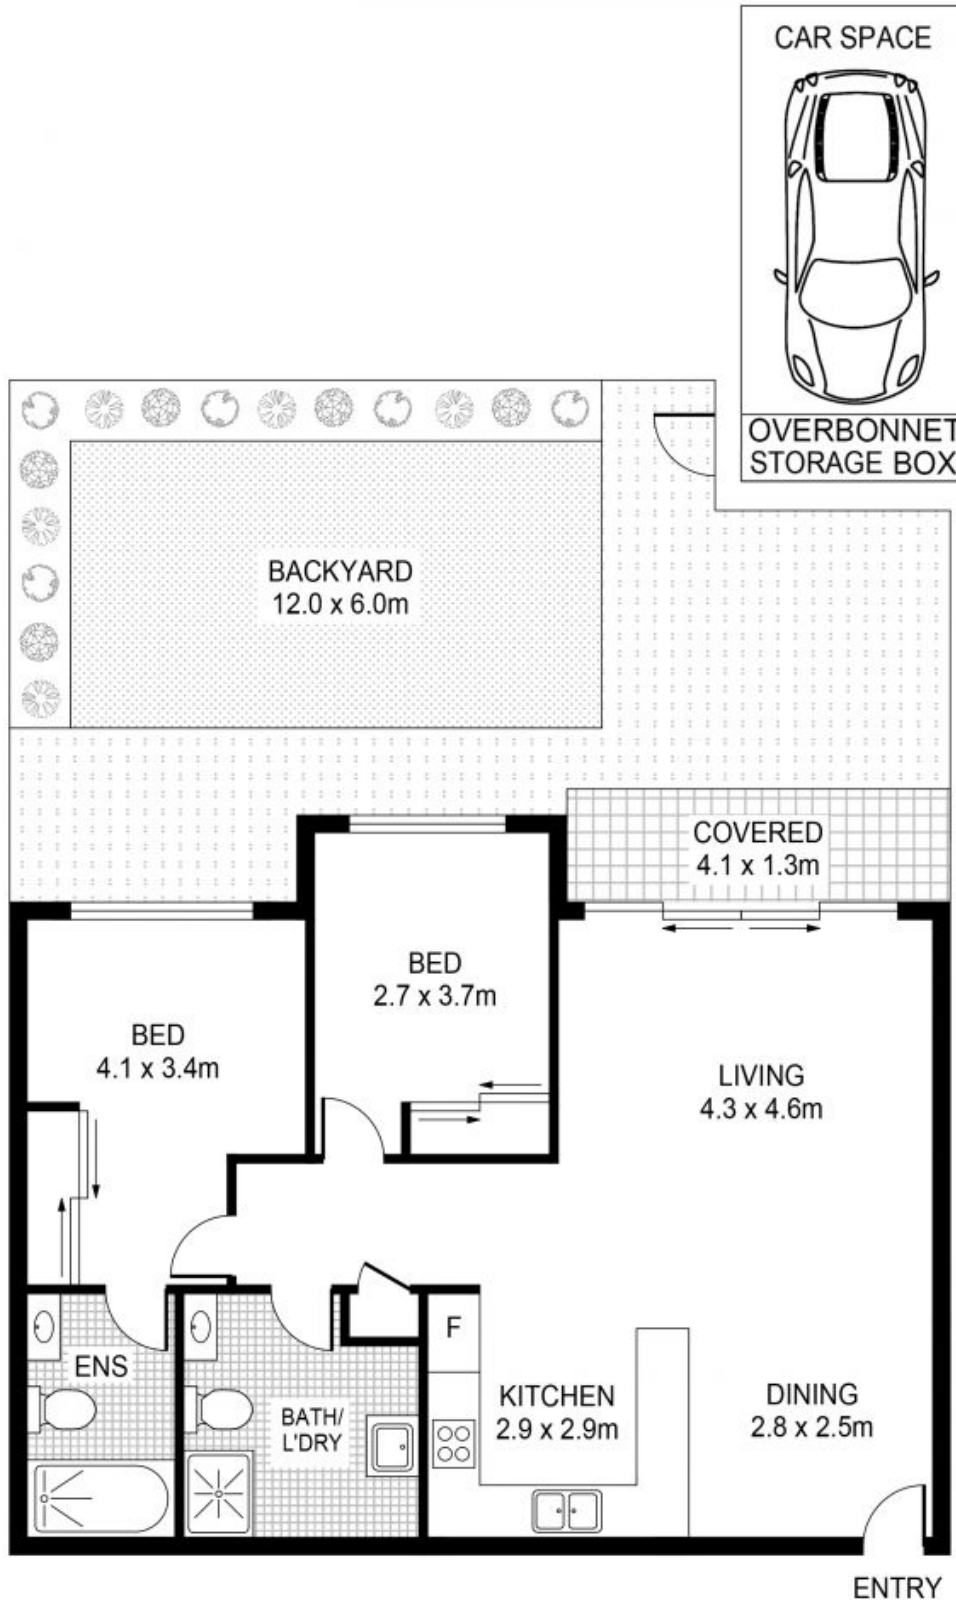 CAR SPACE
OVERBONNET
STORAGE BOX
BACKYARD
12.0 x 6.0m
COVERED
4.1 x 1.3m
BED
2.7 x 3.7m
BED
4.1 x 3.4m
LIVING
4.3 x 4.6m
F
ENS
KITCHEN
2.9 x 2.9m
DINING
2.8 x 2.5m
BATH/
L'DRY
ENTRY